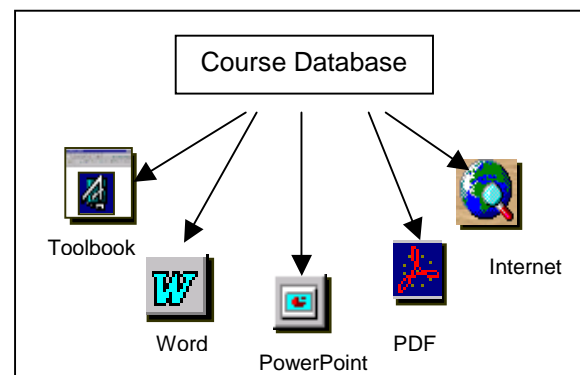 Course Database
Toolbook
Internet
Word
PDF
PowerPoint